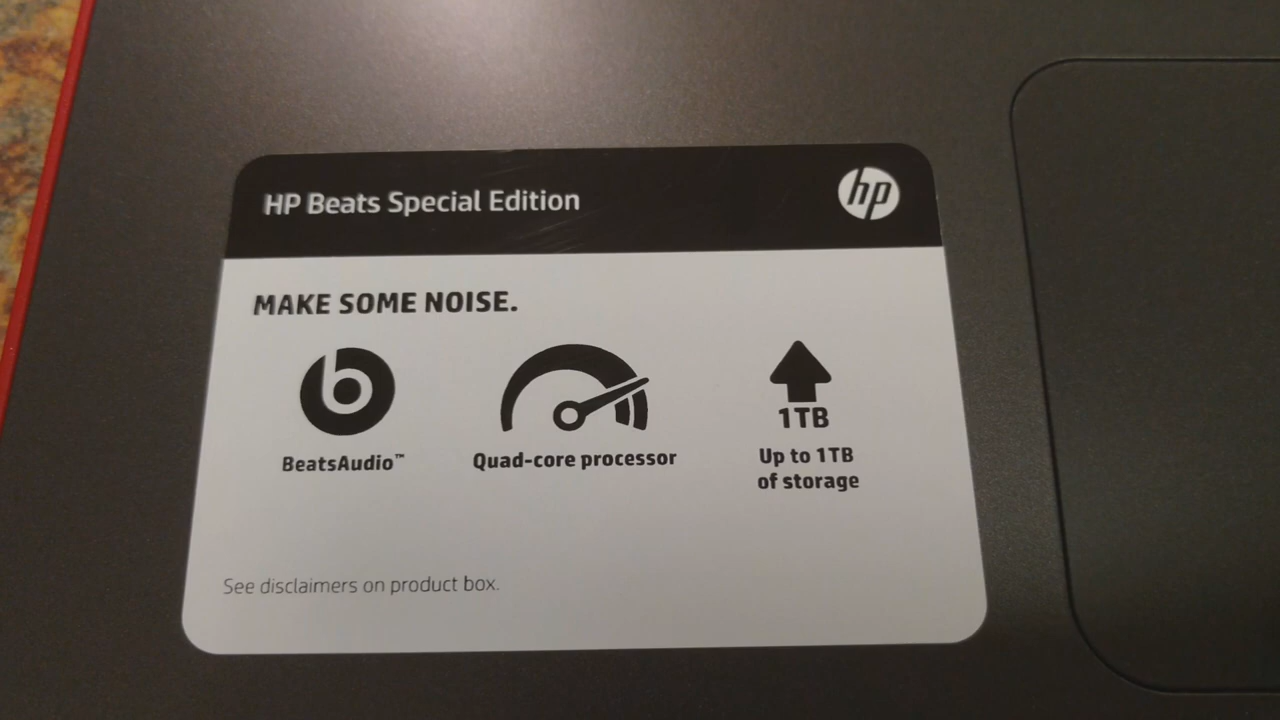 HP Beats Special Edition
hp
MAKE SOME NOISE.
b
1TB
BeatsAudio™
Quad-core processor
Up to 1TB
of storage
See disclaimers on product box.